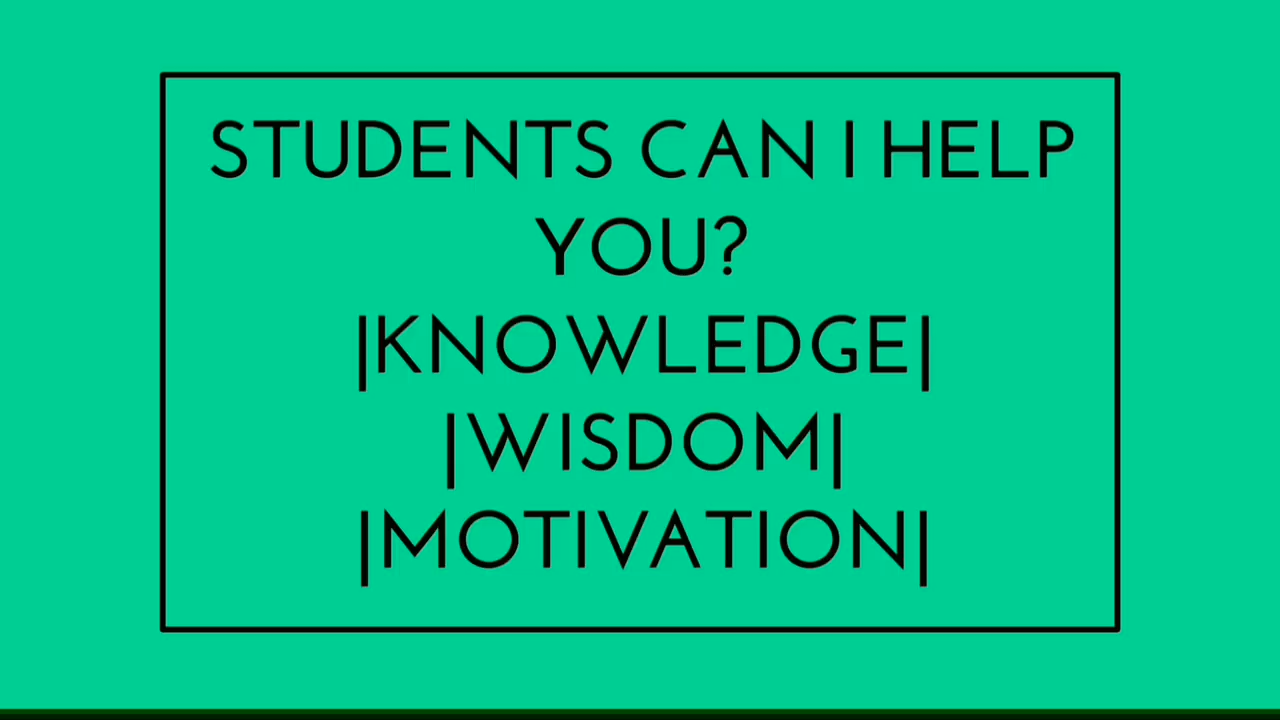 STUDENTS CAN I HELP
YOU?
|KNOWLEDGE|
|WISDOM|
|MOTIVATION|